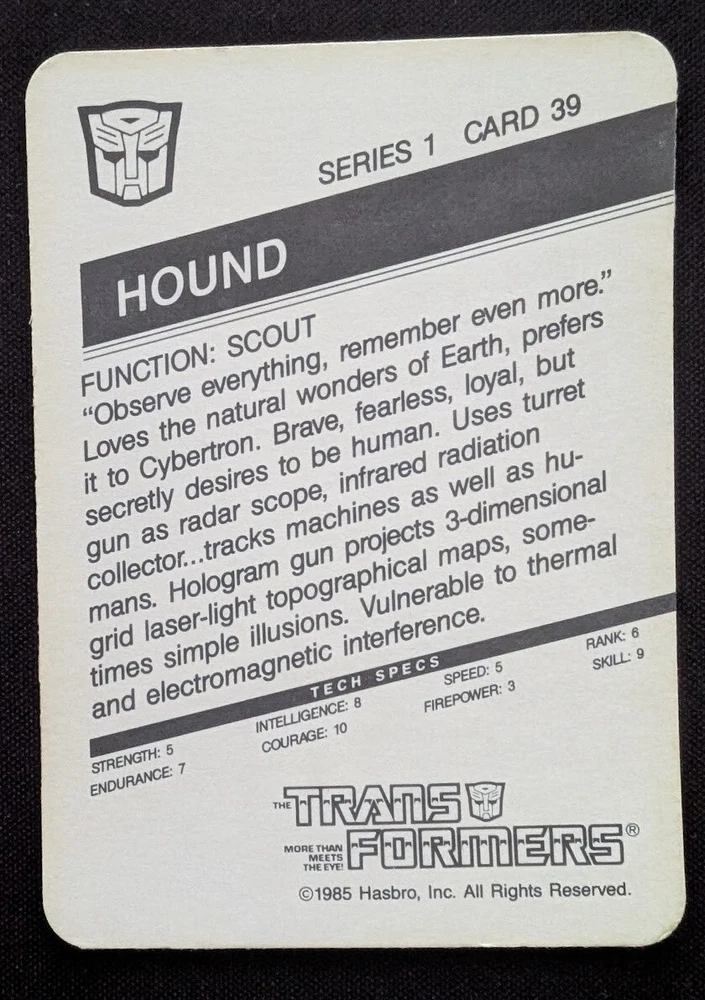 SERIES 1 CARD 39
HOUND
FUNCTION: SCOUT
“Observe everything, remember even more.”
Loves the natural wonders of Earth, prefers
it to Cybertron. Brave, fearless, loyal, but
secretly desires to be human. Uses turret
gun as radar scope, infrared radiation
collector...tracks machines as well as hu-
mans. Hologram gun projects 3-dimensional
grid laser-light topographical maps, some-
times simple illusions. Vulnerable to thermal
and electromagnetic interference.
TECH SPECS
STRENGTH: 5 INTELLIGENCE: 8 SPEED: 5 RANK: 6
ENDURANCE: 7 COURAGE: 10 FIREPOWER: 3 SKILL: 9
THE TRANS
FORMERS®
MORE THAN
MEETS
THE EYE!
©1985 Hasbro, Inc. All Rights Reserved.